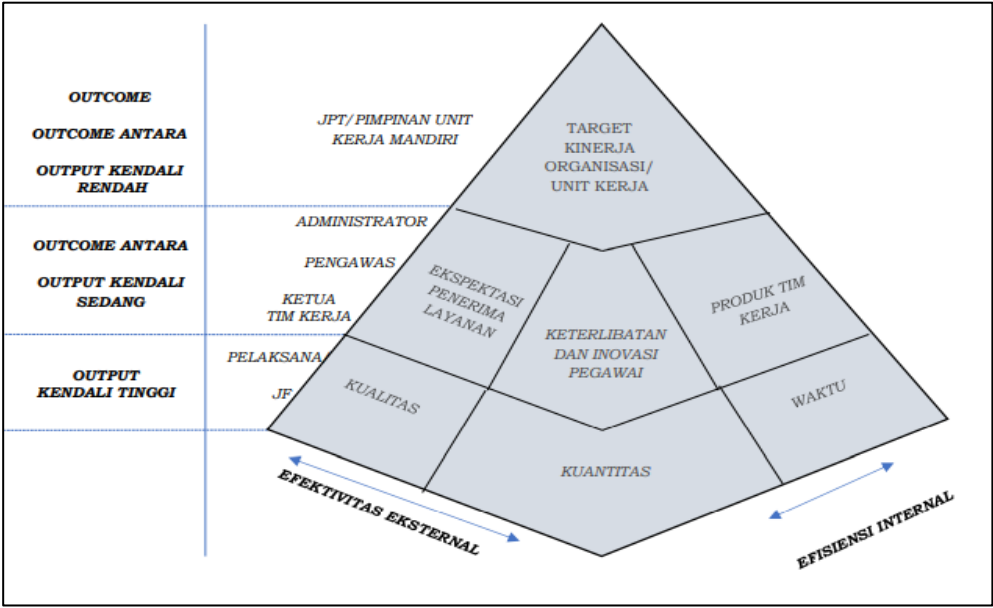 OUTCOME
OUTCOME ANTARA
OUTPUT KENDALI
RENDAH
JPT/PIMPINAN UNIT
KERJA MANDIRI
TARGET
KINERJA
ORGANISASI/
UNIT KERJA
OUTCOME ANTARA
OUTPUT KENDALI
SEDANG
ADMINISTRATOR
PENGAWAS
KETUA
TIM KERJA
EKSPEKTASI
PENERIMA
LAYANAN
KETERLIBATAN
DAN INOVASI
PEGAWAI
PRODUK TIM
KERJA
OUTPUT
KENDALI TINGGI
PELAKSANA
JF
KUALITAS
KUANTITAS
WAKTU
EFEKTIVITAS EKSTERNAL
EFISIENSI INTERNAL